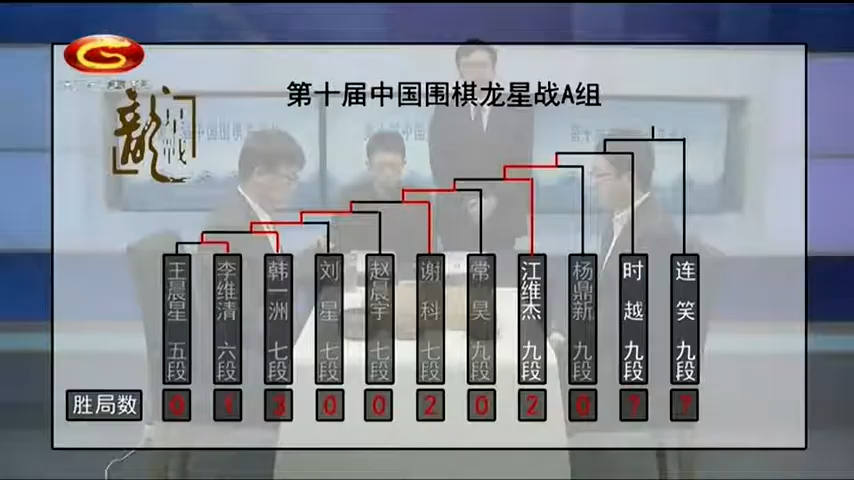 第十届中国围棋龙星战A组
王晨星 五段
李维清 六段
韩一洲 七段
刘星 七段
赵晨宇 七段
谢科 七段
常昊 九段
江维杰 九段
杨鼎新 九段
时越 九段
连笑 九段
胜局数 0 1 3 0 0 2 0 2 0 ? ?
龍星戦